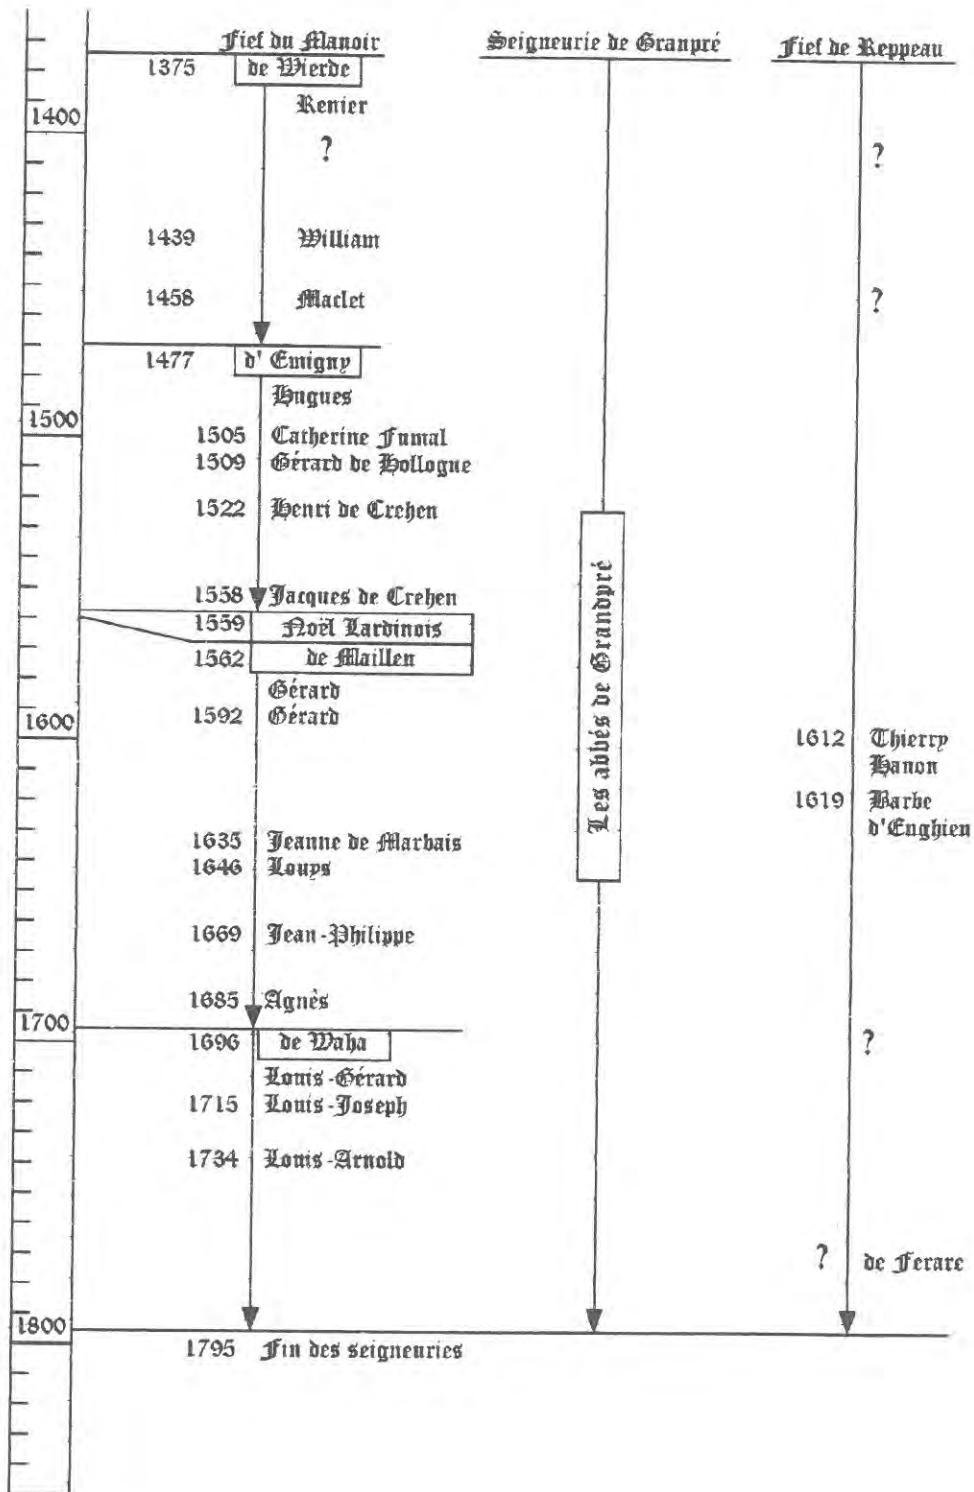 Fief du Manoir
Seigneurie de Granpré
Fief de Reppeau
1375 de Wierde
Renier
1400
?
?
1439 William
1458 Maclet
?
1477 d' Emigny
Hugues
1500
1505 Catherine Fumal
1509 Gérard de Hollogne
1522 Henri de Crehen
1558 Jacques de Crehen
1559 Noël Lardinois
1562 de Maillen
Gérard
1592 Gérard
1600
Les abbés de Grandpré
1612 Thierry
Hanon
1619 Barbe
d'Enghien
1635 Jeanne de Marbais
1646 Louys
1669 Jean-Philippe
1685 Agnès
1700
1696 de Waha
?
Louis-Gérard
1715 Louis-Joseph
1734 Louis-Arnold
? de Ferare
1800
1795 Fin des seigneuries